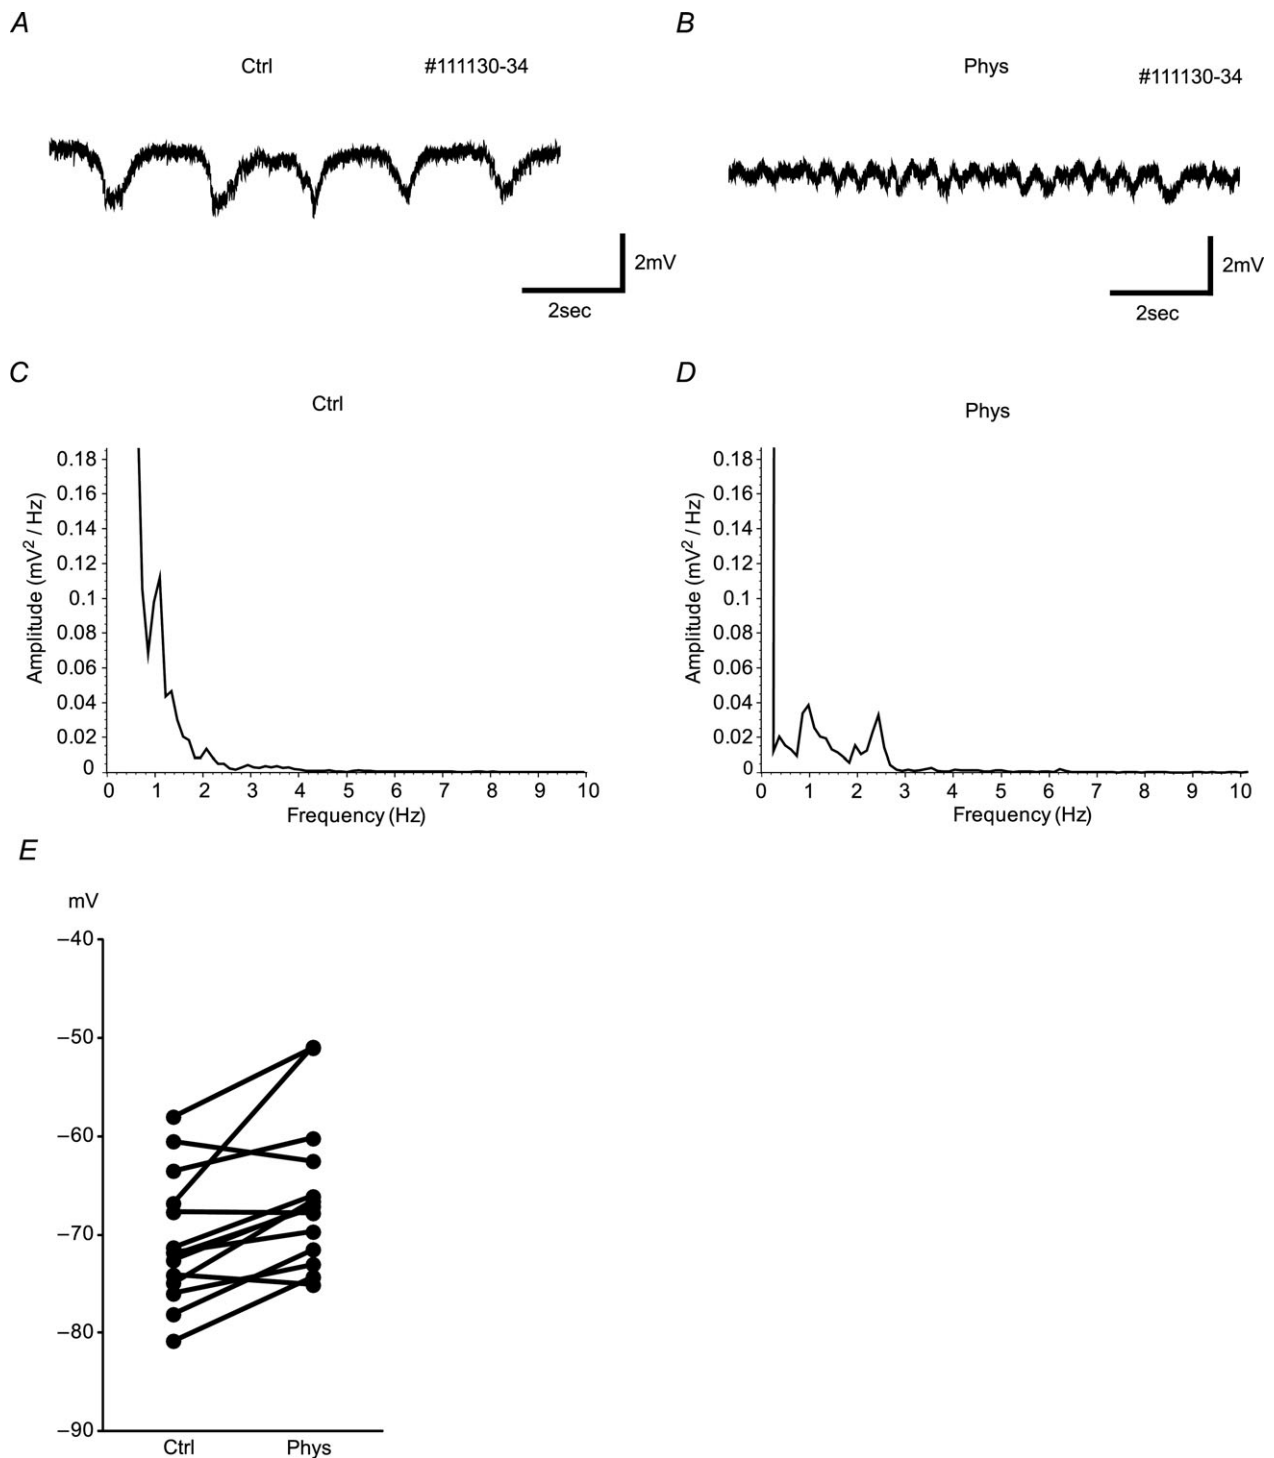 A
B
Ctrl #111130-34
Phys #111130-34
2mV
2sec
2mV
2sec
C
D
Ctrl
Phys
Amplitude (mV² / Hz)
0.18
0.16
0.14
0.12
0.1
0.08
0.06
0.04
0.02
0
0 1 2 3 4 5 6 7 8 9 10
Frequency (Hz)
Amplitude (mV² / Hz)
0.18
0.16
0.14
0.12
0.1
0.08
0.06
0.04
0.02
0
0 1 2 3 4 5 6 7 8 9 10
Frequency (Hz)
E
mV
–40
–50
–60
–70
–80
–90
Ctrl Phys